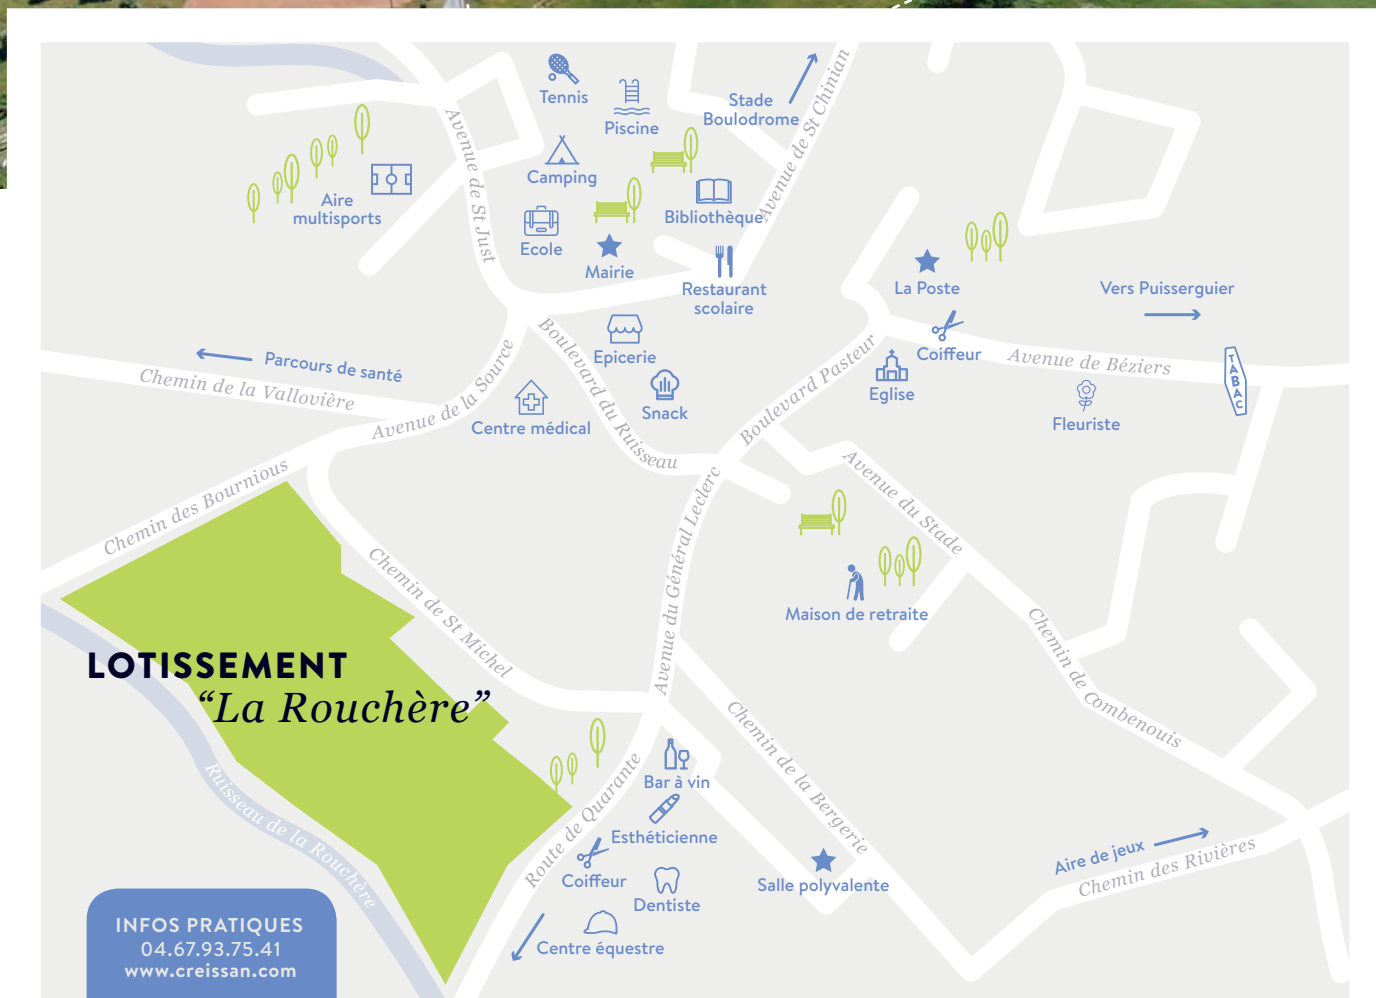 Tennis
Piscine
Stade
Boulodrome
Avenue de St Chinian
Avenue de St Just
Camping
Aire
multisports
Bibliothèque
Ecole
Mairie
Restaurant
scolaire
La Poste
Vers Puisserguier
Epicerie
Coiffeur
Avenue de Béziers
TABAC
Eglise
Fleuriste
Boulevard Pasteur
Parcours de santé
Chemin de la Vallovière
Avenue de la Source
Boulevard du Ruisseau
Snack
Centre médical
Chemin des Bournious
Avenue du Stade
Avenue du Général Leclerc
Chemin de St Michel
Maison de retraite
Chemin de Combenouis
LOTISSEMENT
“La Rouchère”
Ruisseau de la Rouchère
Chemin de la Bergerie
Route de Quarante
Bar à vin
Esthéticienne
Coiffeur
Dentiste
Salle polyvalente
Centre équestre
Aire de jeux
Chemin des Rivières
INFOS PRATIQUES
04.67.93.75.41
www.creissan.com